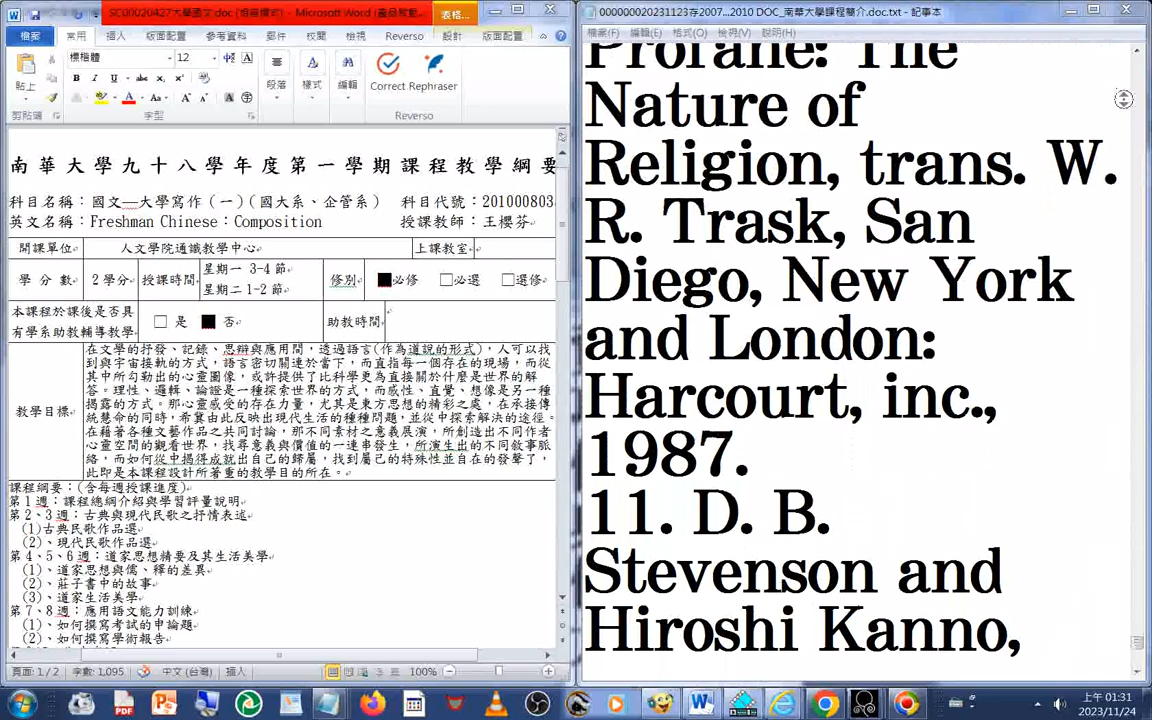 SC00020427大學國文.doc (相容模式) - Microsoft Word (產品啟動...
表格...
檔案 常用 插入 版面配置 參考資料 郵件 校閱 檢視 Reverso 設計 版面配置
標楷體 12
貼上 段落 樣式 編輯 Correct Rephraser
剪貼簿 字型 Reverso
南華大學九十八學年度第一學期課程教學綱要
科目名稱：國文—大學寫作(一)(國大系、企管系) 科目代號：201000803
英文名稱：Freshman Chinese：Composition 授課教師：王櫻芬
開課單位 人文學院通識教學中心 上課教室
學 分 數 2學分 授課時間 星期一 3-4節 修別 ■必修 □必選 □選修
星期二1-2節
本課程於課後是否具 □ 是 ■ 否 助教時間
有學系助教輔導教學
教學目標
在文學的抒發、記錄、思辯與應用間，透過語言(作為道說的形式)，人可以找
到與宇宙接軌的方式，語言密切關連於當下，而直指每一個存在的現場，而從
其中所勾勒出的心靈圖像，或許提供了比科學更為直接關於什麼是世界的解
答。理性、邏輯、論證是一種探索世界的方式，而感性、直覺、想像是另一種
揭露的方式。那心靈感受的存在力量，尤其是東方思想的精彩之處，在承接傳
統慧命的同時，希冀由此反映出現代生活的種種問題，並從中探索解決的途徑。
在藉著各種文藝作品之共同討論，那不同素材之意義展演，所創造出不同作者
心靈空間的觀看世界，找尋意義與價值的一連串發生，所演生出的不同敘事脈
絡，而如何從中揭得成就出自己的歸屬，找到屬己的特殊性並自在的發聲了，
此即是本課程設計所著重的教學目的所在。
課程綱要：(含每週授課進度)
第1週：課程總綱介紹與學習評量說明
第2、3週：古典與現代民歌之抒情表述
(1)古典民歌作品選
(2)、現代民歌作品選
第4、5、6週：道家思想精要及其生活美學
(1)、道家思想與儒、釋的差異
(2)、莊子書中的故事
(3)、道家生活美學
第7、8週：應用語文能力訓練
(1)、如何撰寫考試的申論題
(2)、如何撰寫學術報告
頁面：1/2 字數：1,095 中文(台灣) 插入 100%
000000020231123存2007...2010 DOC_南華大學課程簡介.doc.txt - 記事本
檔案(F) 編輯(E) 格式(O) 檢視(V) 說明(H)
Profane: The
Nature of
Religion, trans. W.
R. Trask, San
Diego, New York
and London:
Harcourt, inc.,
1987.
11. D. B.
Stevenson and
Hiroshi Kanno,
上午 01:31
2023/11/24